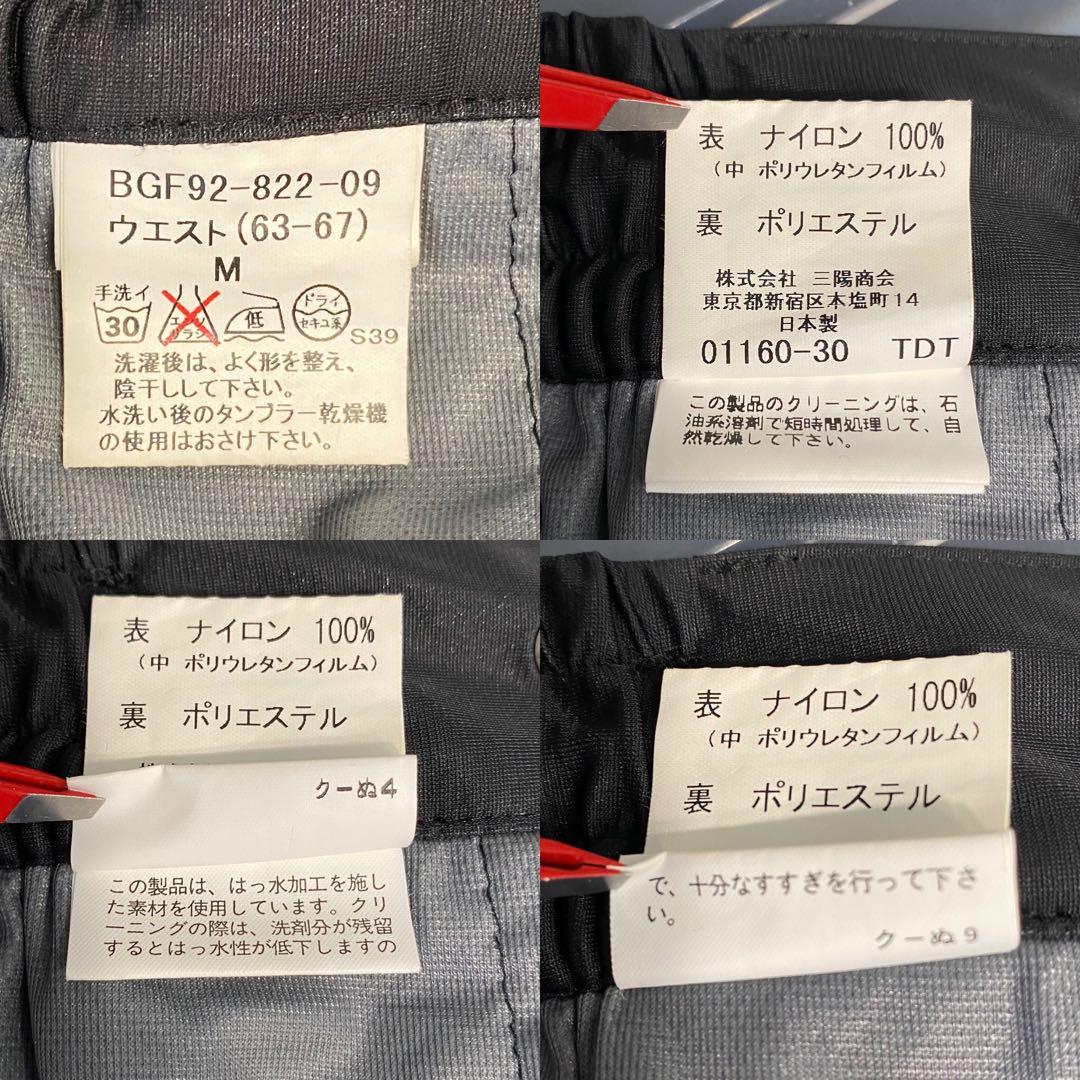 BGF92-822-09
ウエスト(63-67)
M
手洗イ
30
エンソ
サラシ
低
ドライ
セキユ系
S39
洗濯後は、よく形を整え、
陰干しして下さい。
水洗い後のタンブラー乾燥機
の使用はおさけ下さい。
表 ナイロン 100%
(中 ポリウレタンフィルム)
裏 ポリエステル
株式会社 三陽商会
東京都新宿区本塩町14
日本製
01160-30 TDT
この製品のクリーニングは、石
油系溶剤で短時間処理して、自
然乾燥して下さい。
表 ナイロン 100%
(中 ポリウレタンフィルム)
裏 ポリエステル
クーぬ4
この製品は、はっ水加工を施し
た素材を使用しています。クリ
ーニングの際は、洗剤分が残留
するとはっ水性が低下しますの
表 ナイロン 100%
(中 ポリウレタンフィルム)
裏 ポリエステル
で、十分なすすぎを行って下さ
い。
クーぬ9